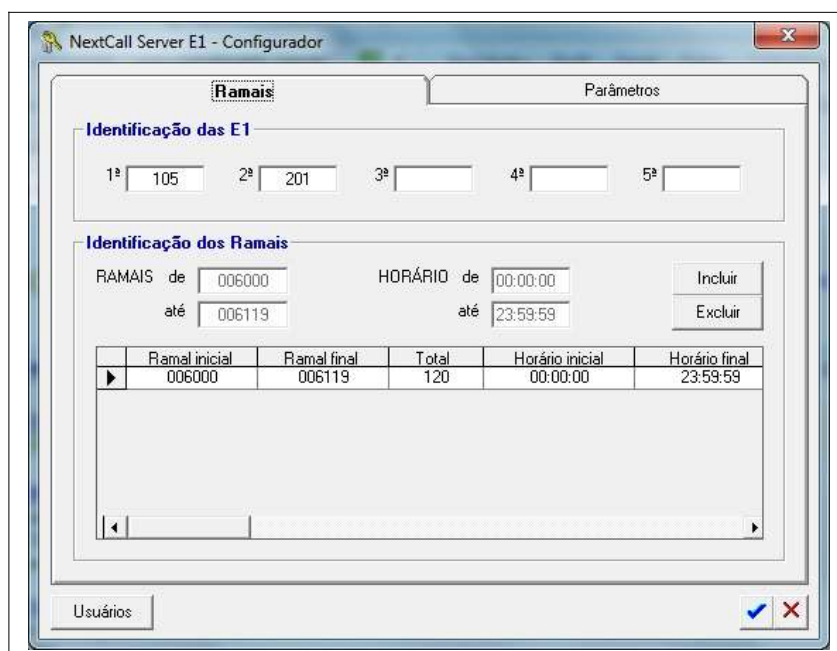 NextCall Server E1 - Configurador
Ramais Parâmetros
Identificação das E1
1ª 105 2ª 201 3ª 4ª 5ª
Identificação dos Ramais
RAMAIS de 006000 HORÁRIO de 00:00:00 Incluir
até 006119 até 23:59:59 Excluir
Ramal inicial Ramal final Total Horário inicial Horário final
006000 006119 120 00:00:00 23:59:59
Usuários